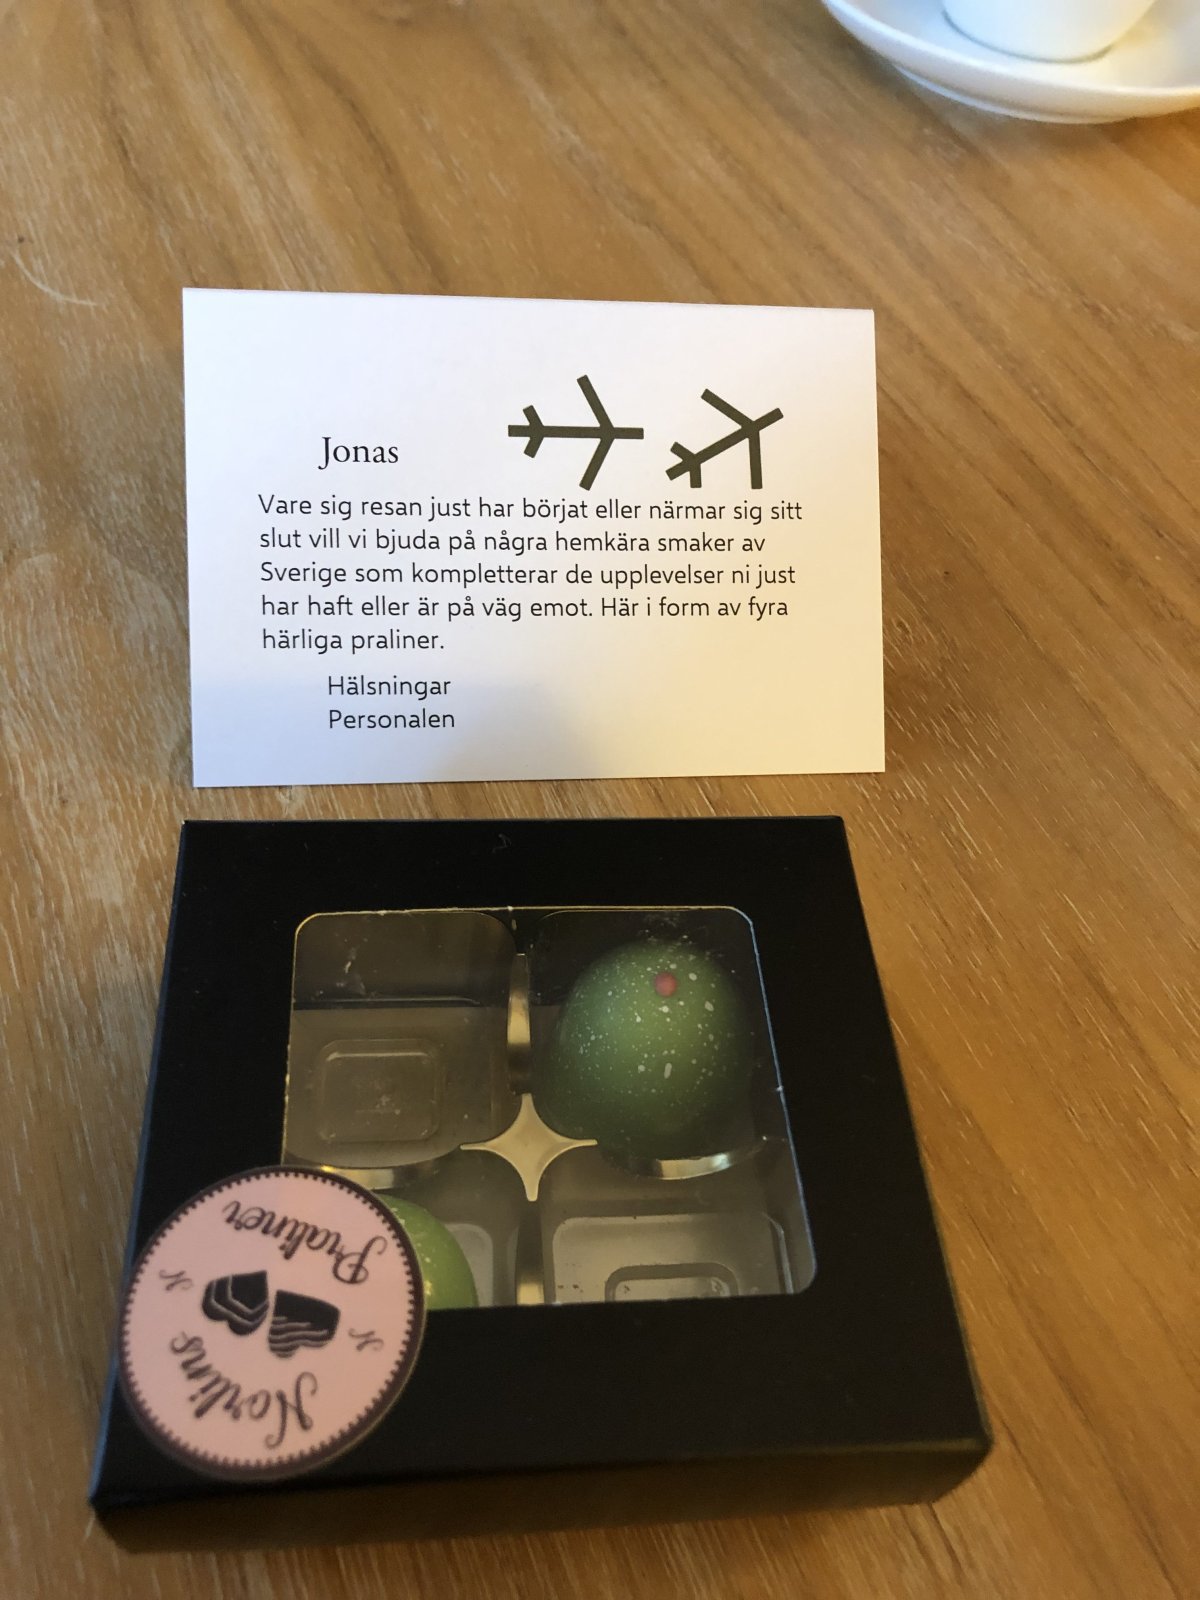 Jonas
Vare sig resan just har börjat eller närmar sig sitt
slut vill vi bjuda på några hemkära smaker av
Sverige som kompletterar de upplevelser ni just
har haft eller är på väg emot. Här i form av fyra
härliga praliner.
Hälsningar
Personalen
Norlins
N N
Praliner